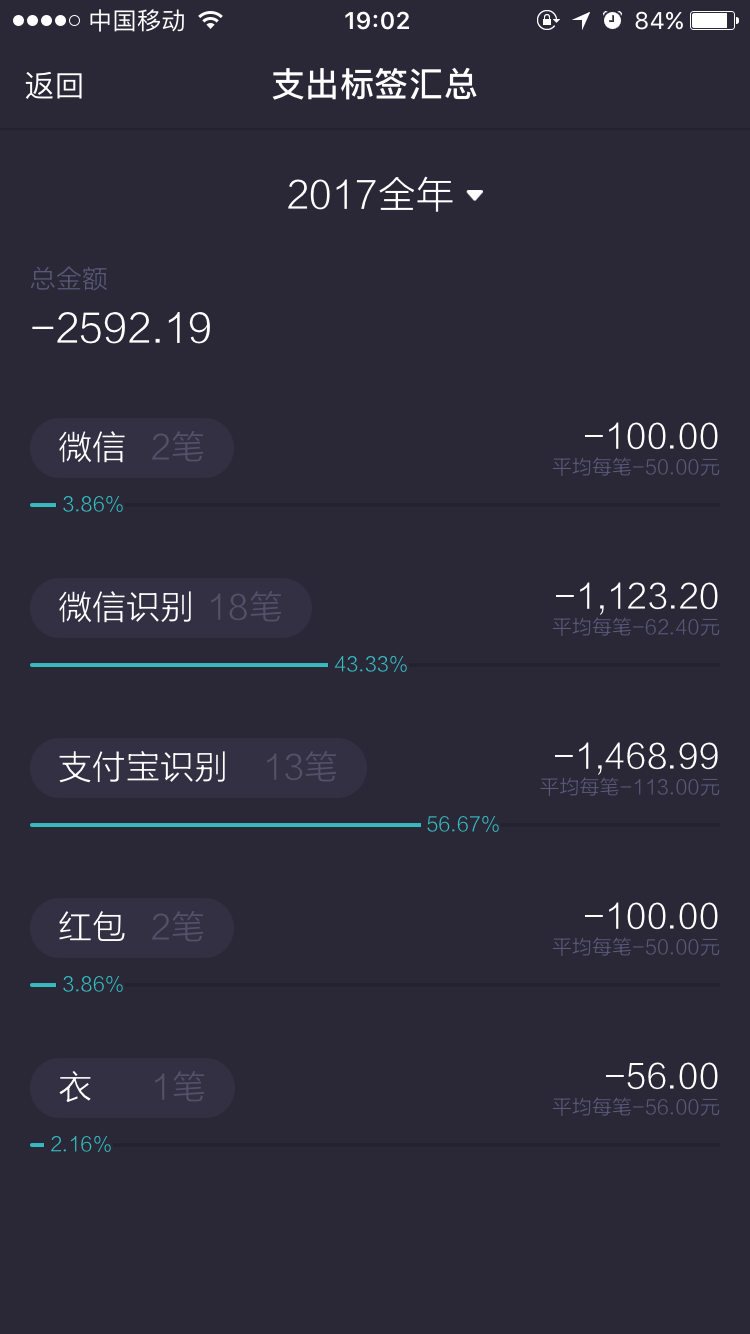 中国移动 19:02 84%
返回 支出标签汇总
2017全年
总金额
-2592.19
微信 2笔 -100.00
平均每笔-50.00元
3.86%
微信识别 18笔 -1,123.20
平均每笔-62.40元
43.33%
支付宝识别 13笔 -1,468.99
平均每笔-113.00元
56.67%
红包 2笔 -100.00
平均每笔-50.00元
3.86%
衣 1笔 -56.00
平均每笔-56.00元
2.16%